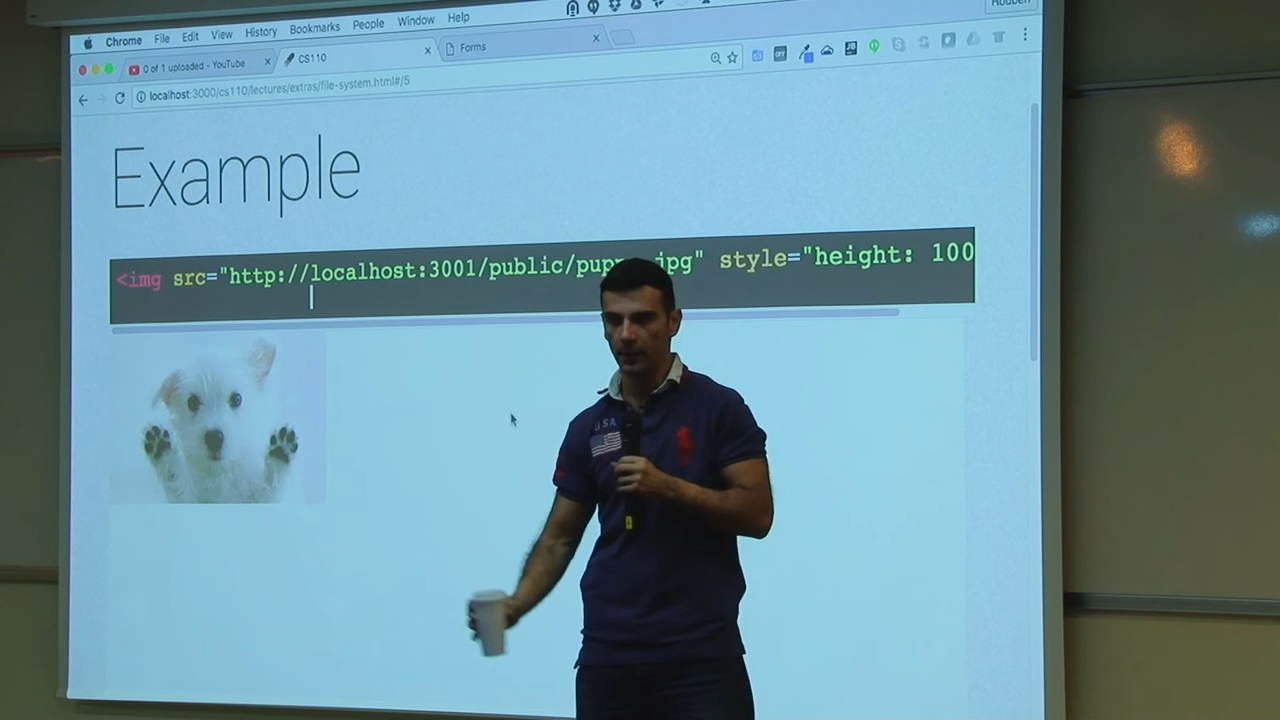 Chrome File Edit View History Bookmarks People Window Help
0 of 1 uploaded - YouTube
CS110
Forms
localhost:3000/cs110/lectures/extras/file-system.html#/5
Example
<img src="http://localhost:3001/public/ jpg" style="height: 100
USA